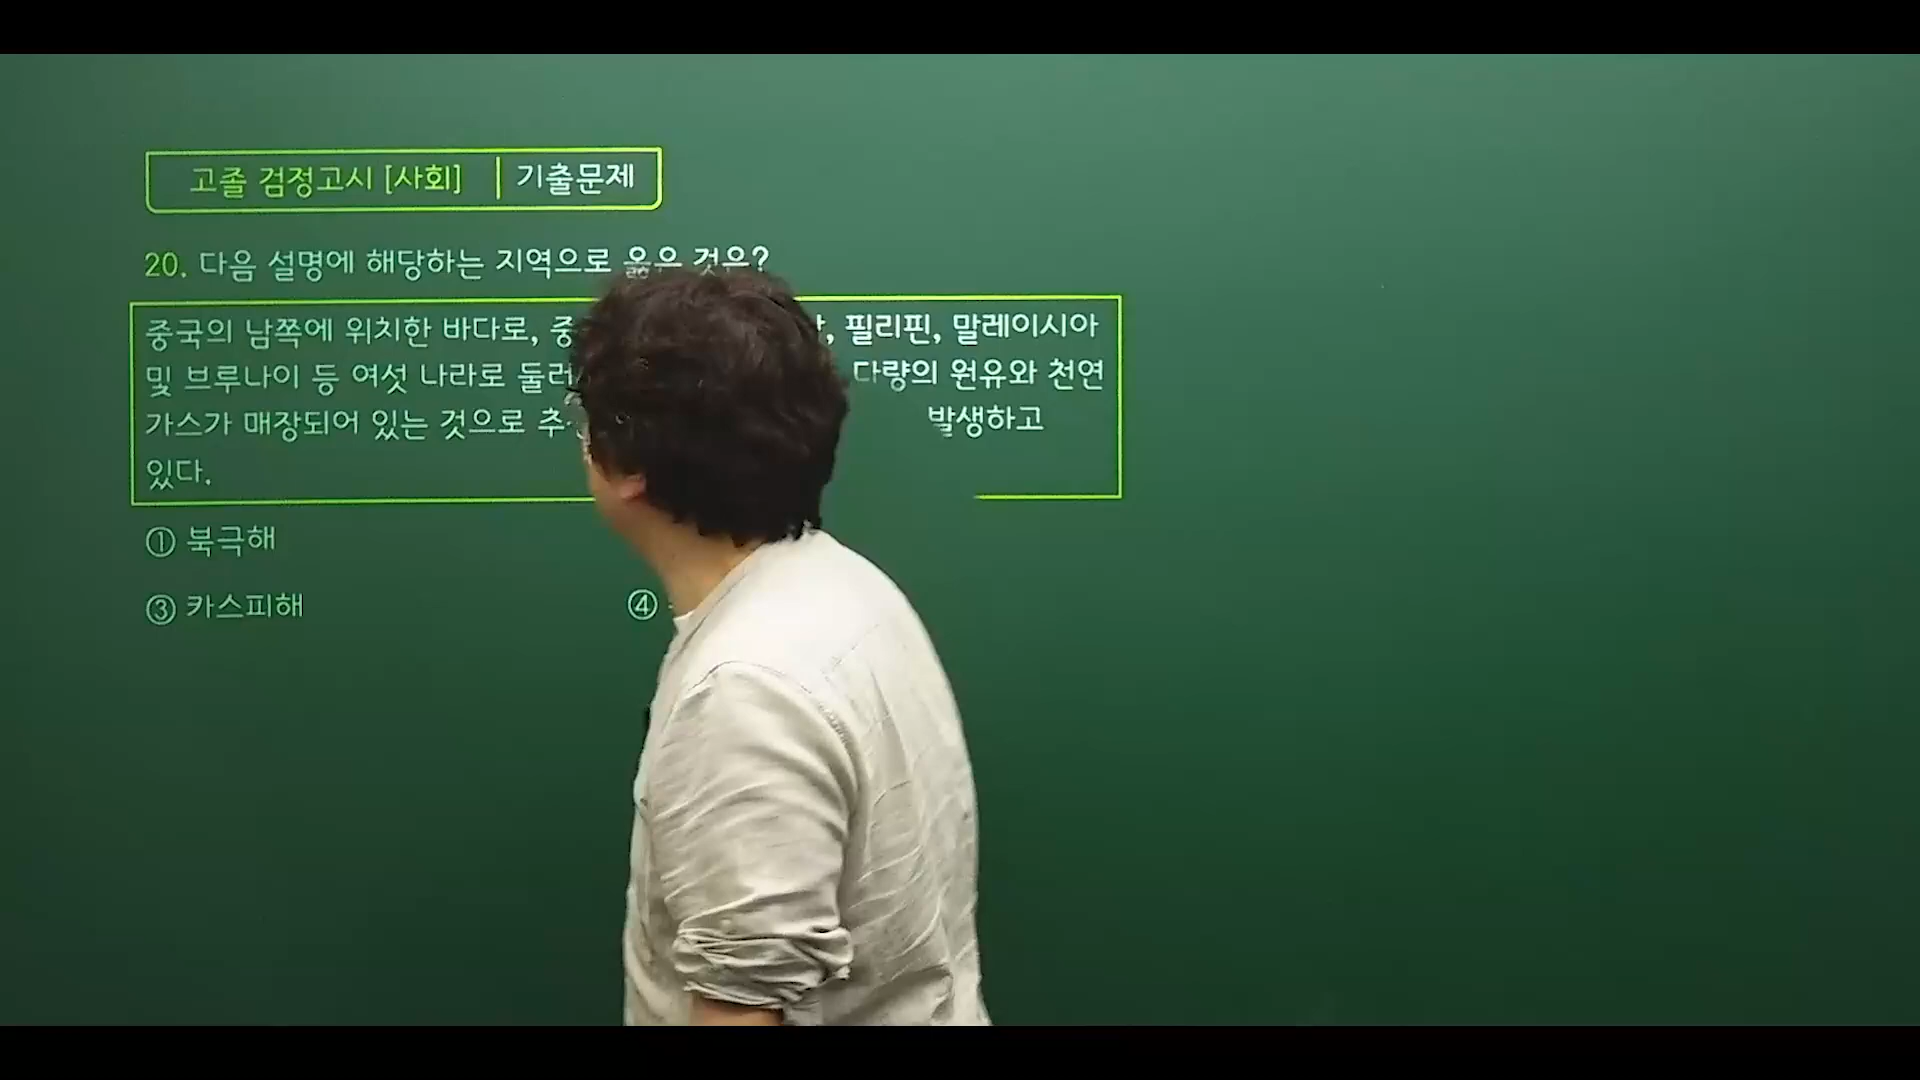 고졸 검정고시 [사회] 기출문제
20. 다음 설명에 해당하는 지역으로 옳은 것은?
중국의 남쪽에 위치한 바다로, 필리핀, 말레이시아
및 브루나이 등 여섯 나라로 다량의 원유와 천연
가스가 매장되어 있는 것으로 발생하고
있다.
① 북극해
③ 카스피해 ④